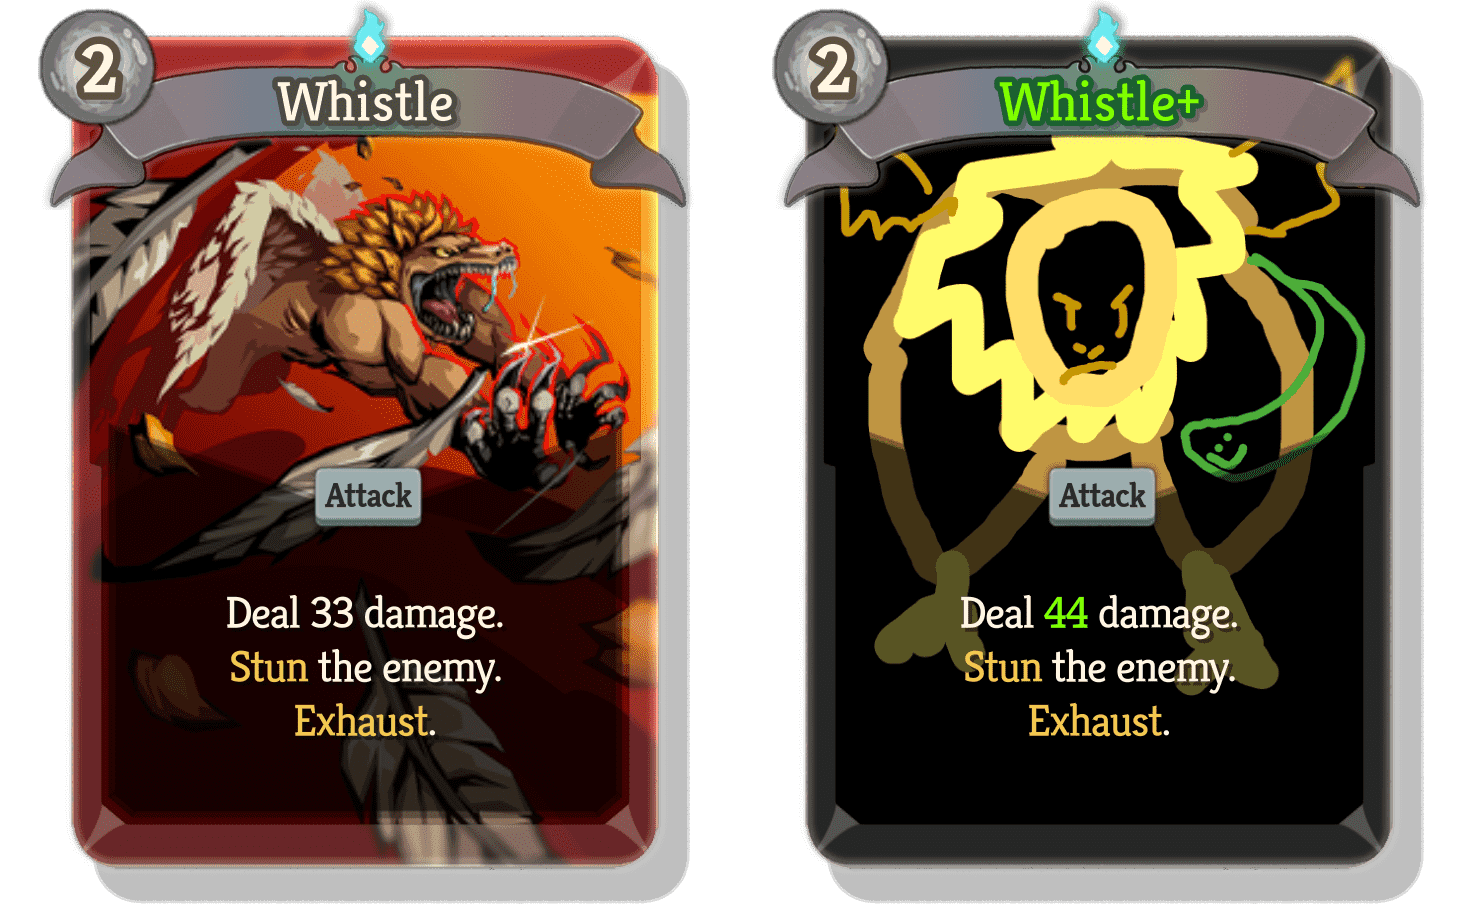 2
Whistle
Attack
Deal 33 damage.
Stun the enemy.
Exhaust.
2
Whistle+
Attack
Deal 44 damage.
Stun the enemy.
Exhaust.